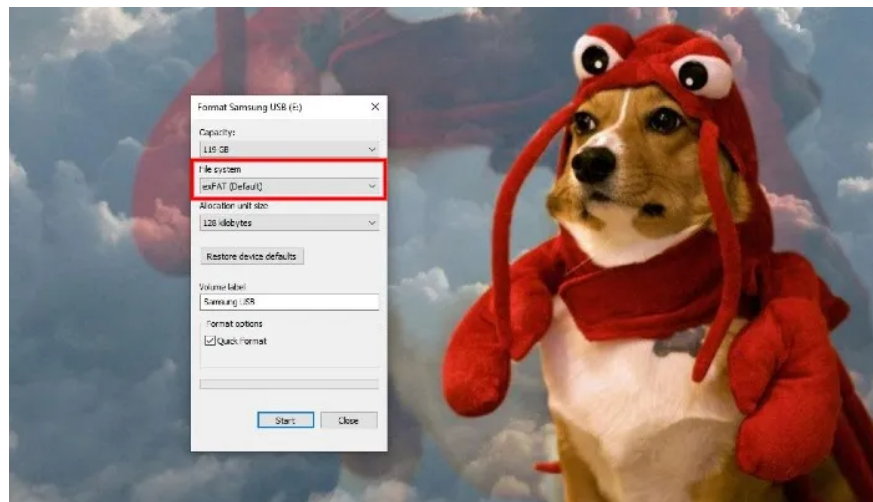 Format Samsung USB (E:)
Capacity:
119 GB
File system
exFAT (Default)
Allocation unit size
128 kilobytes
Restore device defaults
Volume label
Samsung USB
Format options
Quick Format
Start
Close